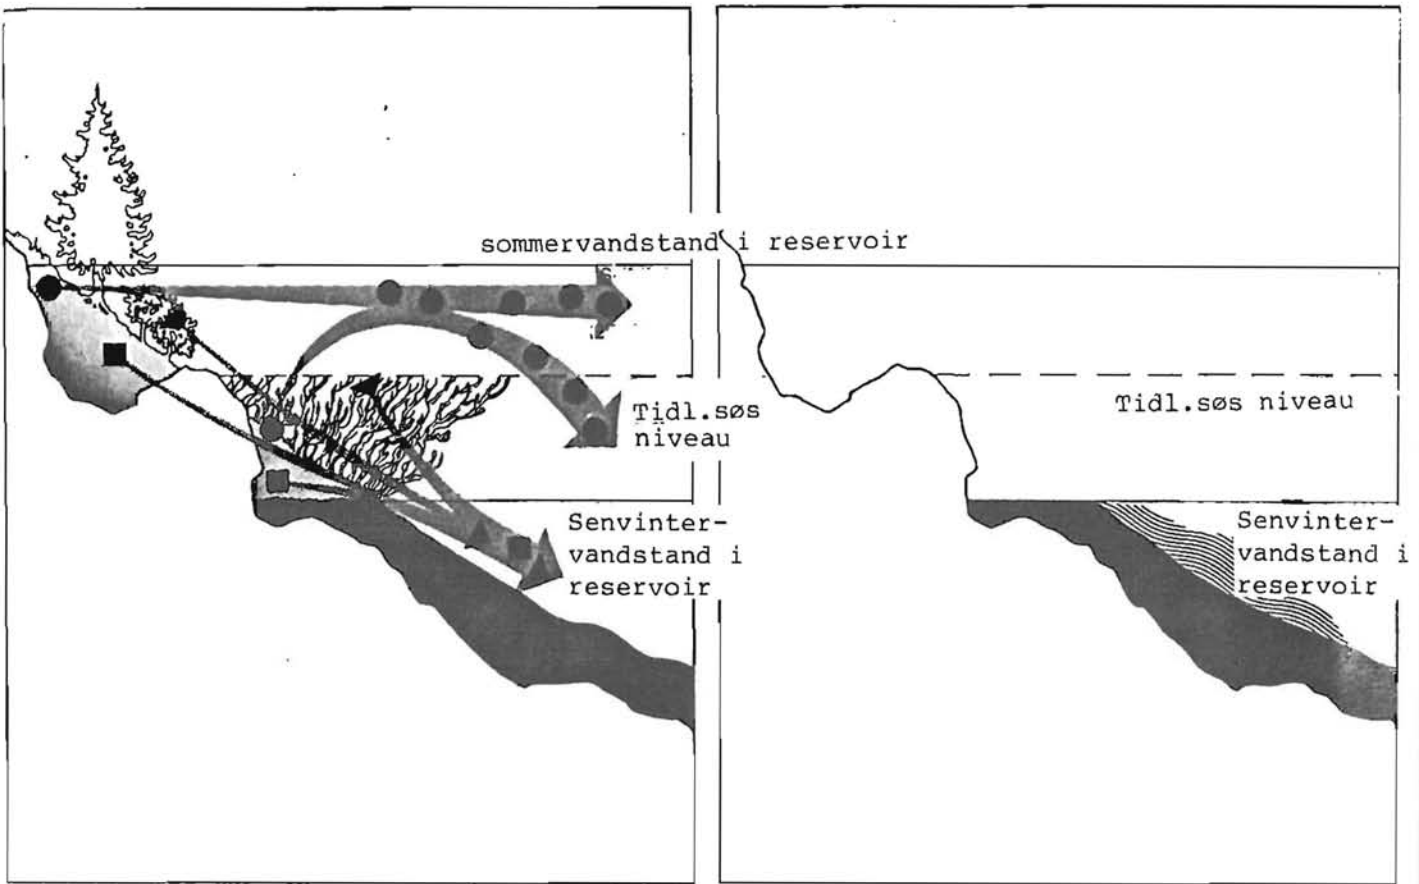 sommervandstand i reservoir
Tidl.søs
niveau
Senvinter-
vandstand i
reservoir
Tidl.søs niveau
Senvinter-
vandstand i
reservoir